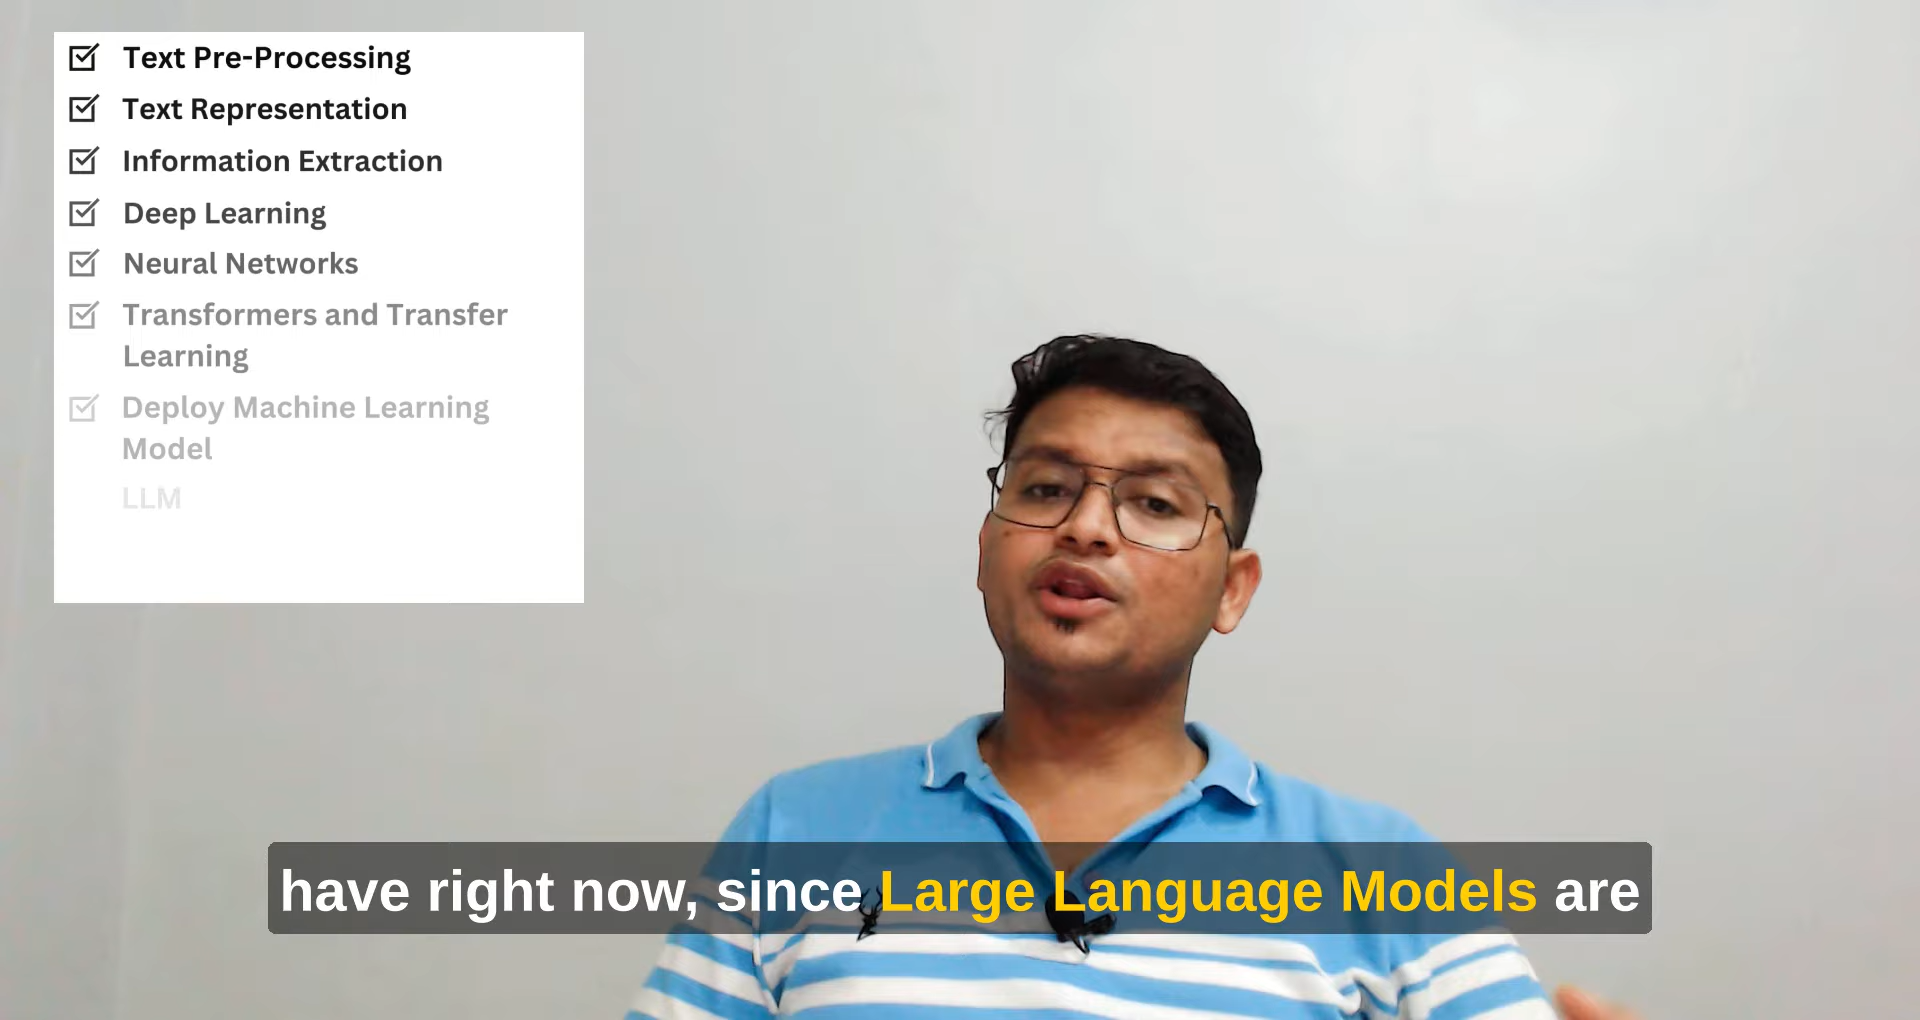 Text Pre-Processing
Text Representation
Information Extraction
Deep Learning
Neural Networks
Transformers and Transfer
Learning
Deploy Machine Learning
Model
LLM
have right now, since Large Language Models are